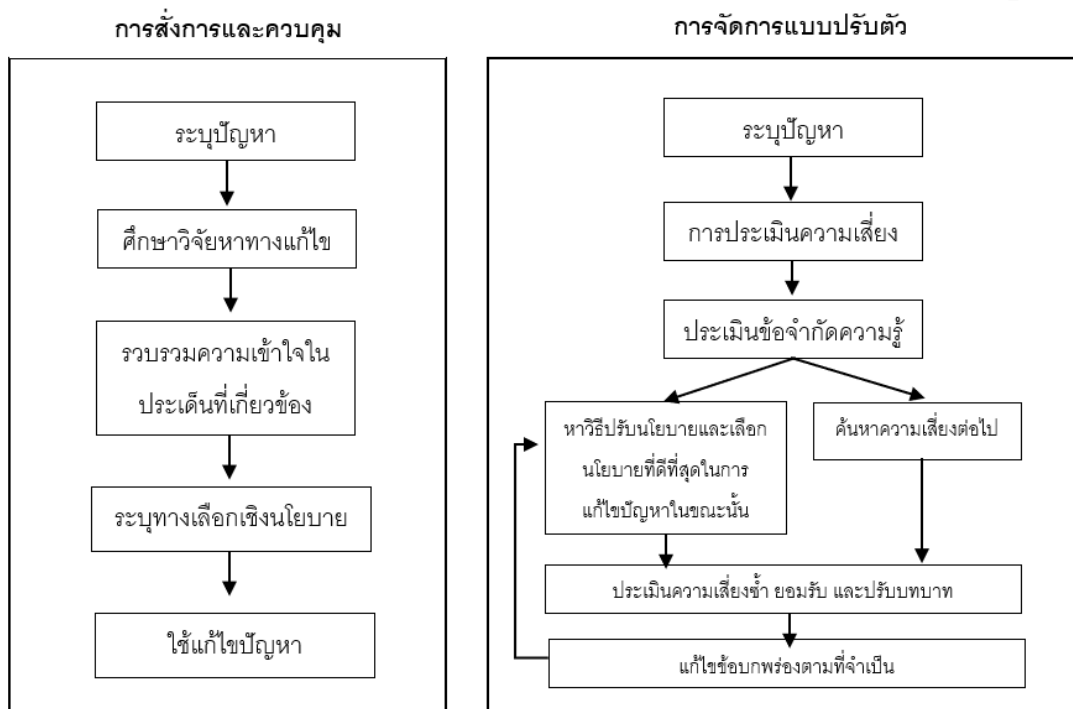 การสั่งการและควบคุม
ระบุปัญหา
ศึกษาวิจัยหาทางแก้ไข
รวบรวมความเข้าใจใน
ประเด็นที่เกี่ยวข้อง
ระบุทางเลือกเชิงนโยบาย
ใช้แก้ไขปัญหา
การจัดการแบบปรับตัว
ระบุปัญหา
การประเมินความเสี่ยง
ประเมินข้อจำกัดความรู้
หาวิธีปรับนโยบายและเลือก
นโยบายที่ดีที่สุดในการ
แก้ไขปัญหาในขณะนั้น
ค้นหาความเสี่ยงต่อไป
ประเมินความเสี่ยงซ้ำ ยอมรับ และปรับบทบาท
แก้ไขข้อบกพร่องตามที่จำเป็น